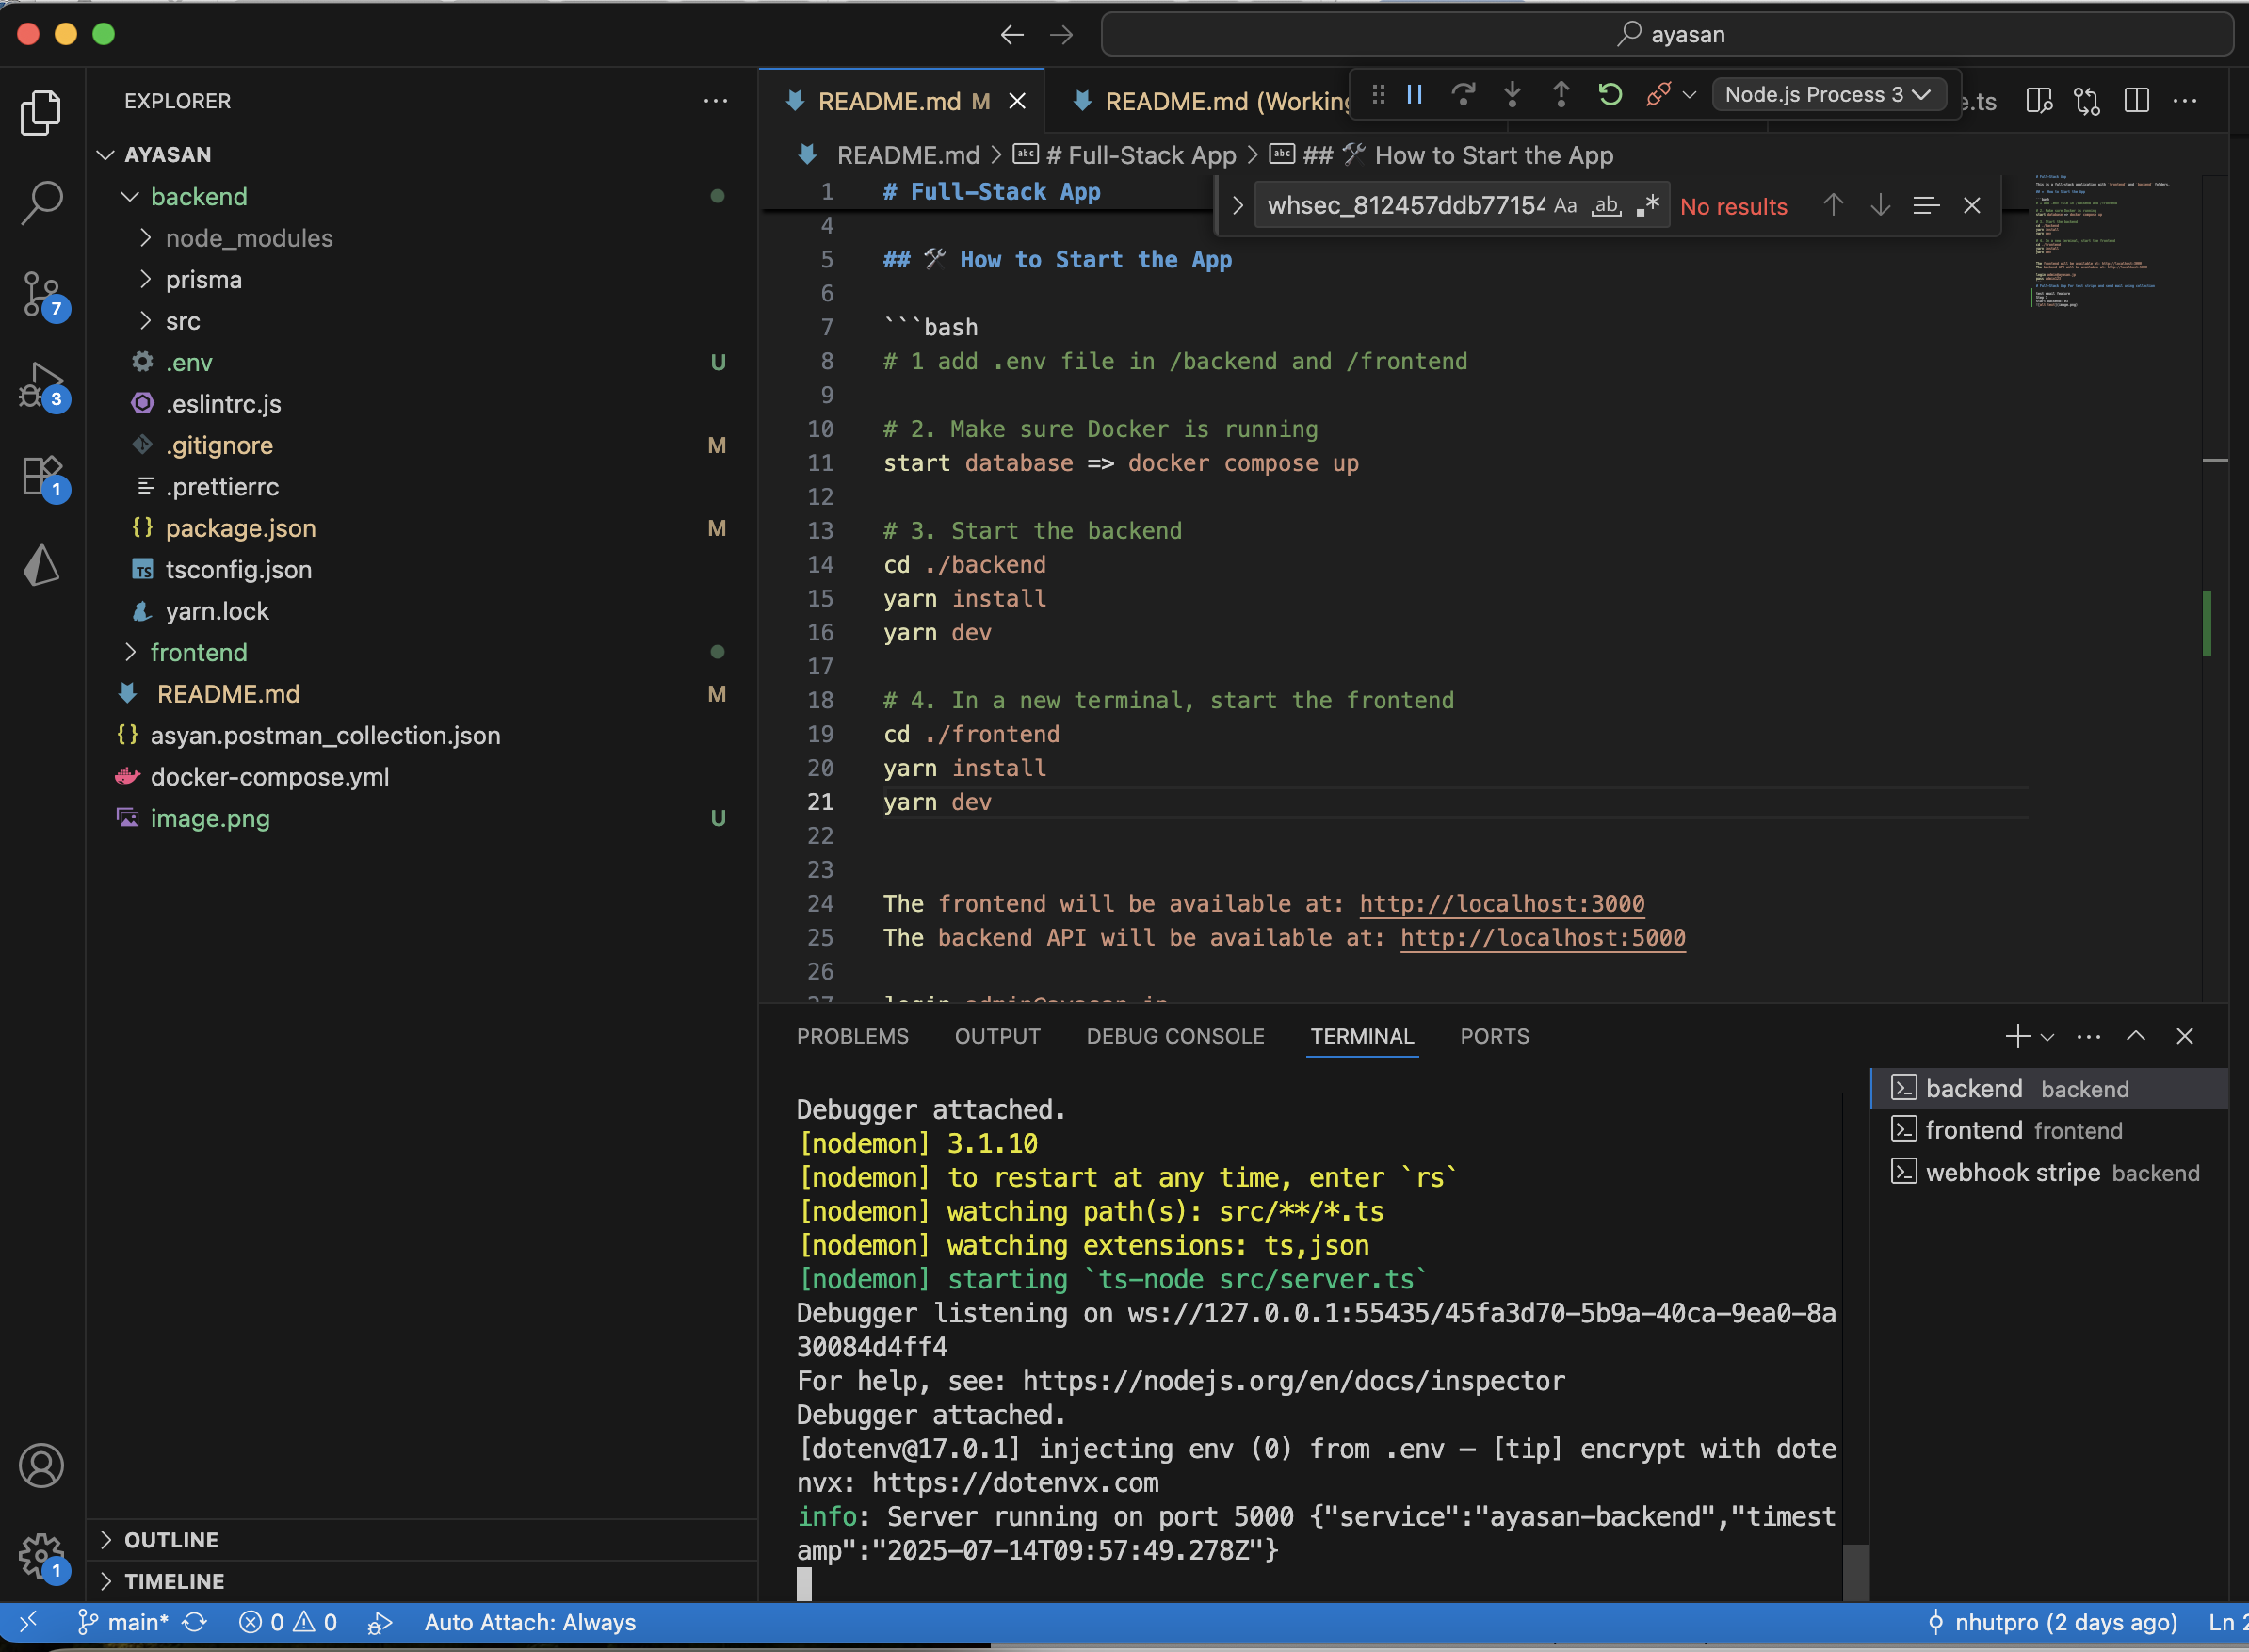 ayasan
EXPLORER
AYASAN
backend
node_modules
prisma
src
.env U
.eslintrc.js
.gitignore M
.prettierrc
package.json M
tsconfig.json
yarn.lock
frontend
README.md M
asyan.postman_collection.json
docker-compose.yml
image.png U
OUTLINE
TIMELINE
7
3
1
1
README.md M
README.md (Working
Node.js Process 3
e.ts
README.md > # Full-Stack App > ## 🛠 How to Start the App
whsec_812457ddb77154 Aa ab .* No results
1 # Full-Stack App
4
5 ## 🛠 How to Start the App
6
7 ```bash
8 # 1 add .env file in /backend and /frontend
9
10 # 2. Make sure Docker is running
11 start database => docker compose up
12
13 # 3. Start the backend
14 cd ./backend
15 yarn install
16 yarn dev
17
18 # 4. In a new terminal, start the frontend
19 cd ./frontend
20 yarn install
21 yarn dev
22
23
24 The frontend will be available at: http://localhost:3000
25 The backend API will be available at: http://localhost:5000
26
27 login admin@ayasan.jp
PROBLEMS OUTPUT DEBUG CONSOLE TERMINAL PORTS
Debugger attached.
[nodemon] 3.1.10
[nodemon] to restart at any time, enter `rs`
[nodemon] watching path(s): src/**/*.ts
[nodemon] watching extensions: ts,json
[nodemon] starting `ts-node src/server.ts`
Debugger listening on ws://127.0.0.1:55435/45fa3d70-5b9a-40ca-9ea0-8a
30084d4ff4
For help, see: https://nodejs.org/en/docs/inspector
Debugger attached.
[dotenv@17.0.1] injecting env (0) from .env – [tip] encrypt with dote
nvx: https://dotenvx.com
info: Server running on port 5000 {"service":"ayasan-backend","timest
amp":"2025-07-14T09:57:49.278Z"}
backend backend
frontend frontend
webhook stripe backend
main* 0 0 Auto Attach: Always nhutpro (2 days ago) Ln 2